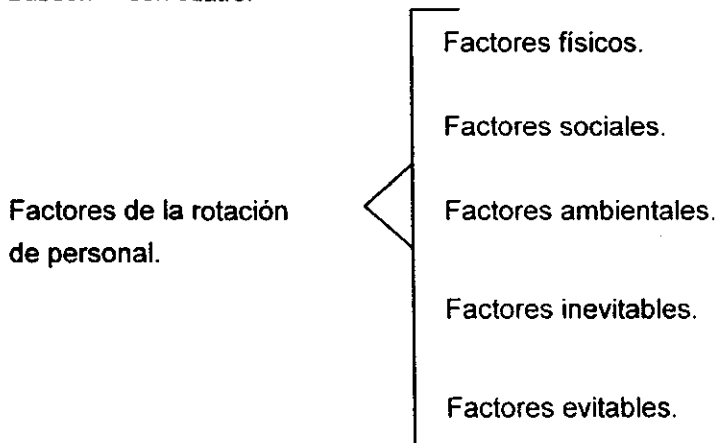 Factores físicos.
Factores sociales.
Factores de la rotación
de personal.
Factores ambientales.
Factores inevitables.
Factores evitables.